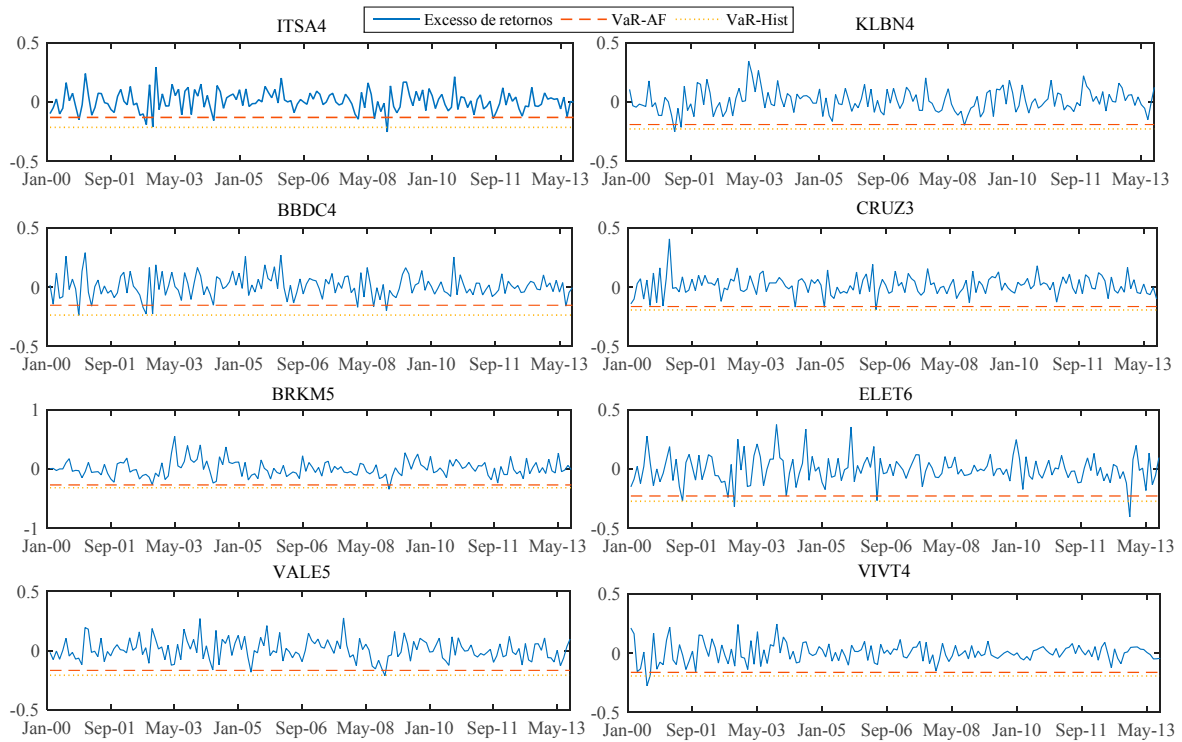 Excesso de retornos VaR-AF VaR-Hist
ITSA4
0.5
0
-0.5
Jan-00 Sep-01 May-03 Jan-05 Sep-06 May-08 Jan-10 Sep-11 May-13
KLBN4
0.5
0
-0.5
Jan-00 Sep-01 May-03 Jan-05 Sep-06 May-08 Jan-10 Sep-11 May-13
BBDC4
0.5
0
-0.5
Jan-00 Sep-01 May-03 Jan-05 Sep-06 May-08 Jan-10 Sep-11 May-13
CRUZ3
0.5
0
-0.5
Jan-00 Sep-01 May-03 Jan-05 Sep-06 May-08 Jan-10 Sep-11 May-13
BRKM5
1
0
-1
Jan-00 Sep-01 May-03 Jan-05 Sep-06 May-08 Jan-10 Sep-11 May-13
ELET6
0.5
0
-0.5
Jan-00 Sep-01 May-03 Jan-05 Sep-06 May-08 Jan-10 Sep-11 May-13
VALE5
0.5
0
-0.5
Jan-00 Sep-01 May-03 Jan-05 Sep-06 May-08 Jan-10 Sep-11 May-13
VIVT4
0.5
0
-0.5
Jan-00 Sep-01 May-03 Jan-05 Sep-06 May-08 Jan-10 Sep-11 May-13